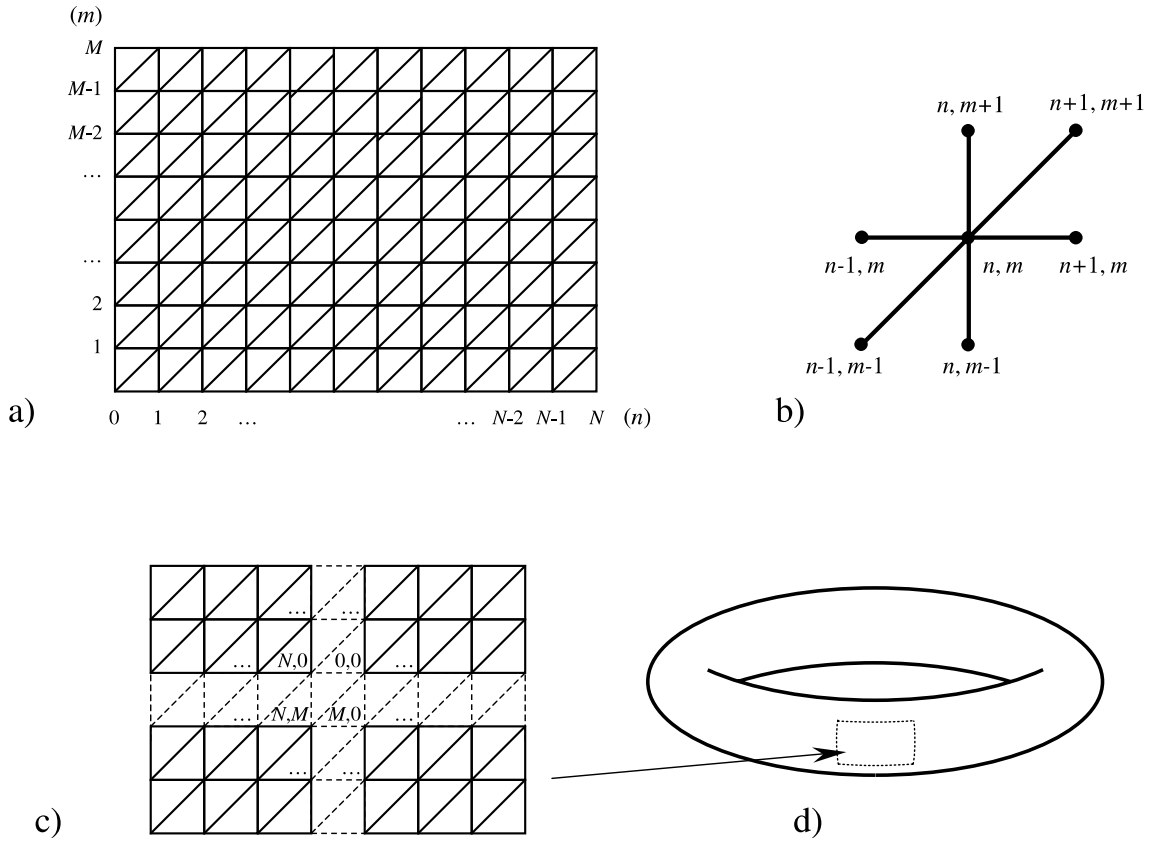 (m)
M
M-1
M-2
...
...
2
1
0 1 2 ... ... N-2 N-1 N (n)
a)
n, m+1 n+1, m+1
n-1, m n, m n+1, m
n-1, m-1 n, m-1
b)
... ...
... N,0 0,0 ...
... N,M M,0 ...
... ...
c)
d)